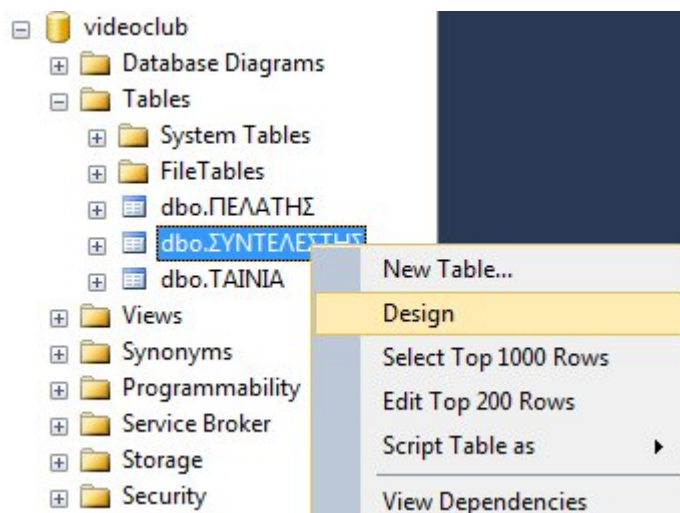 videoclub
Database Diagrams
Tables
System Tables
FileTables
dbo.ΠΕΛΑΤΗΣ
dbo.ΣΥΝΤΕΛΕΣΤΗΣ
dbo.ΤΑΙΝΙΑ
Views
Synonyms
Programmability
Service Broker
Storage
Security
New Table...
Design
Select Top 1000 Rows
Edit Top 200 Rows
Script Table as
View Dependencies